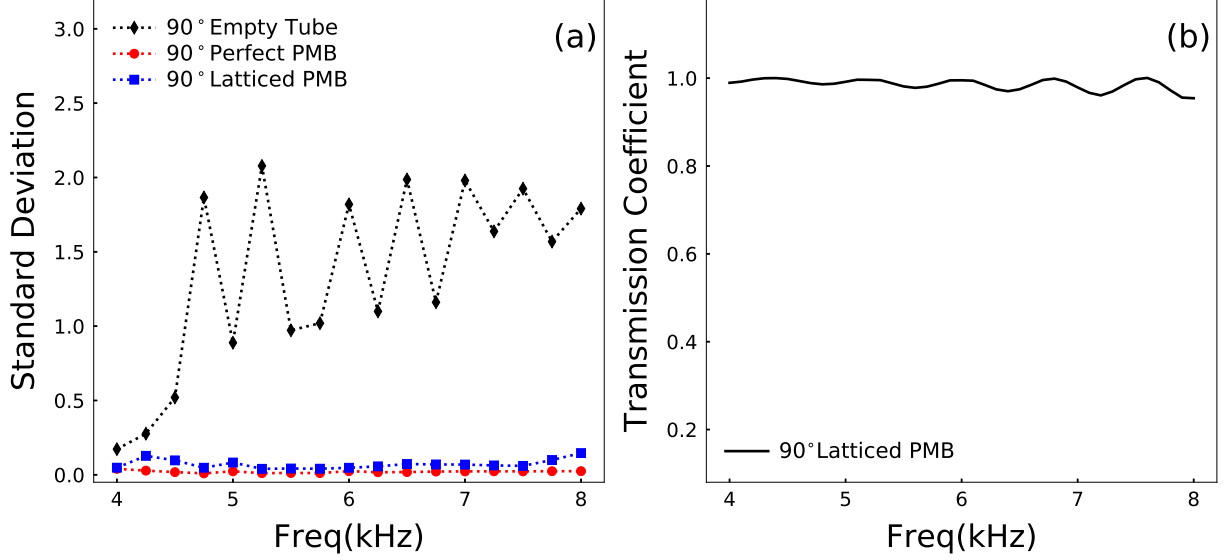 (a)
90°Empty Tube
90°Perfect PMB
90°Latticed PMB
Standard Deviation
3.0
2.5
2.0
1.5
1.0
0.5
0.0
4 5 6 7 8
Freq(kHz)
(b)
Transmission Coefficient
1.0
0.8
0.6
0.4
0.2
90°Latticed PMB
4 5 6 7 8
Freq(kHz)